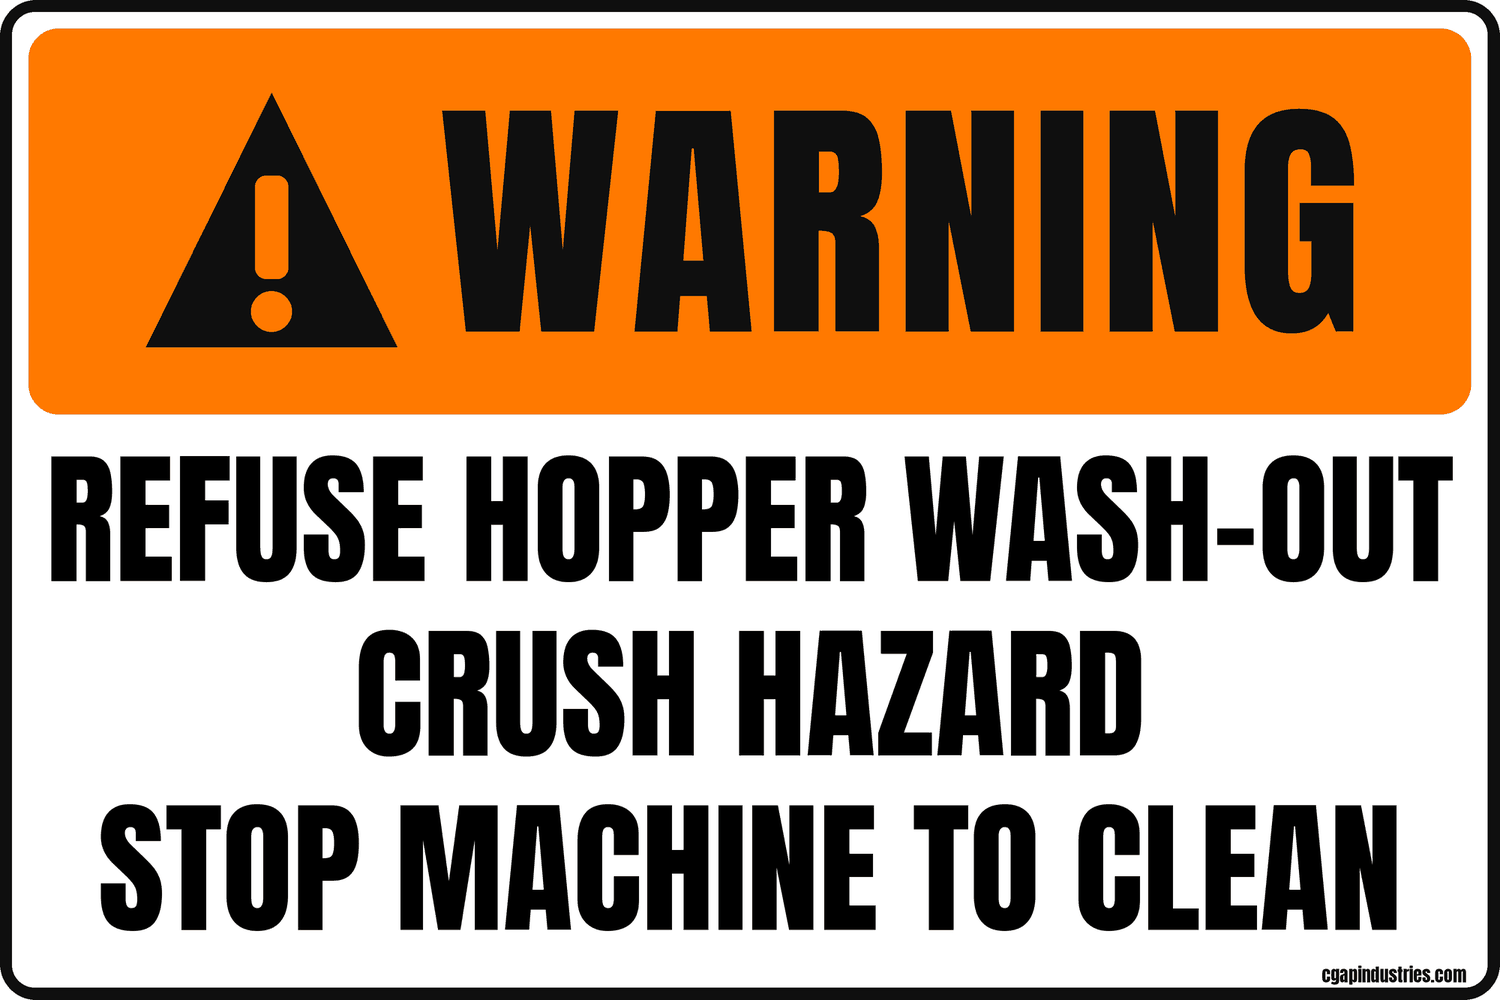 WARNING
REFUSE HOPPER WASH-OUT
CRUSH HAZARD
STOP MACHINE TO CLEAN
cgapindustries.com